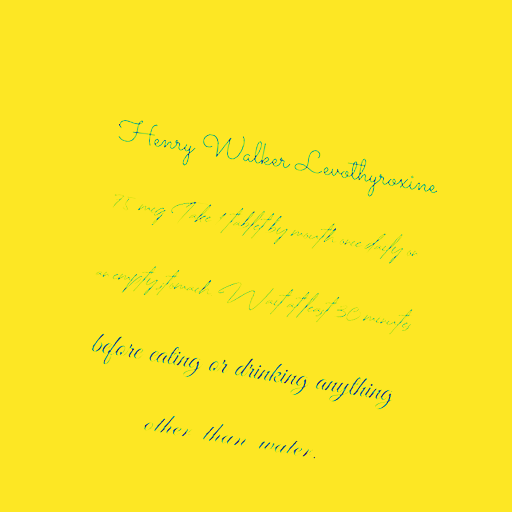 Henry Walker Levothyroxine
mcg. Take 1 tablet by mouth once daily on
an empty stomach. Wait at least 30 minutes
before eating or drinking anything
other than water.